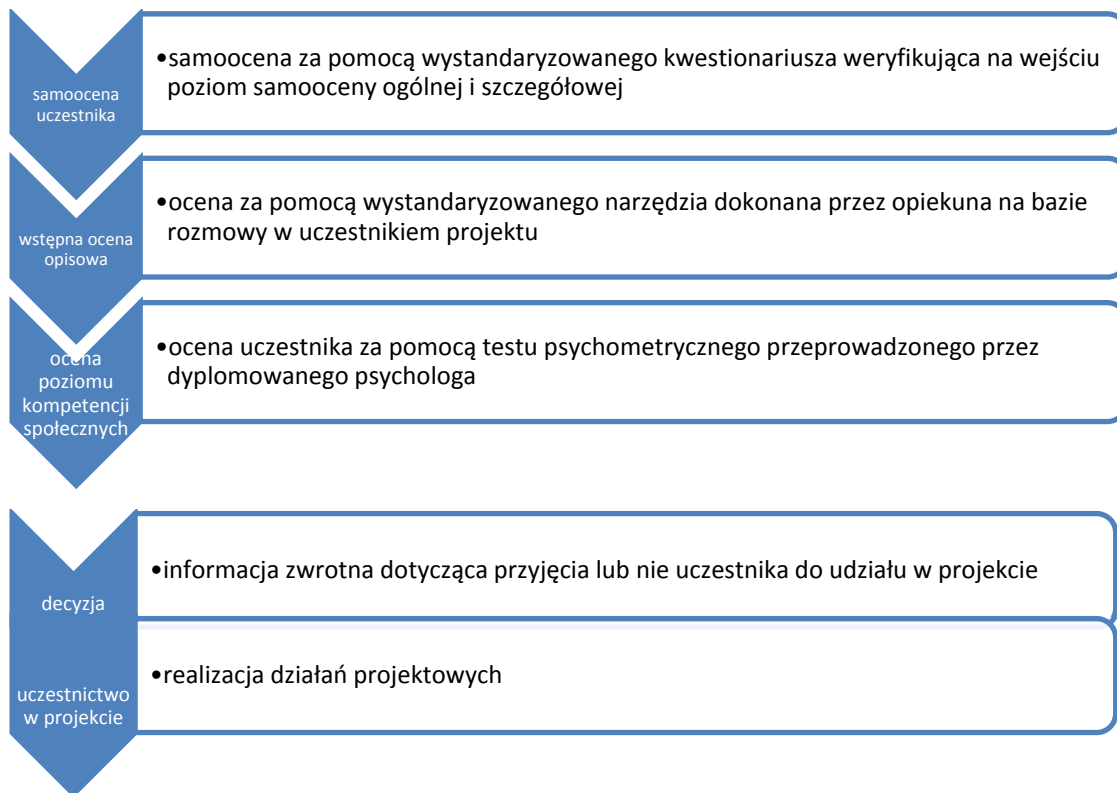 samoocena
uczestnika
•samoocena za pomocą wystandaryzowanego kwestionariusza weryfikująca na wejściu
poziom samooceny ogólnej i szczegółowej
wstępna ocena
opisowa
•ocena za pomocą wystandaryzowanego narzędzia dokonana przez opiekuna na bazie
rozmowy w uczestnikiem projektu
ocena
poziomu
kompetencji
społecznych
•ocena uczestnika za pomocą testu psychometrycznego przeprowadzonego przez
dyplomowanego psychologa
decyzja
•informacja zwrotna dotycząca przyjęcia lub nie uczestnika do udziału w projekcie
uczestnictwo
w projekcie
•realizacja działań projektowych